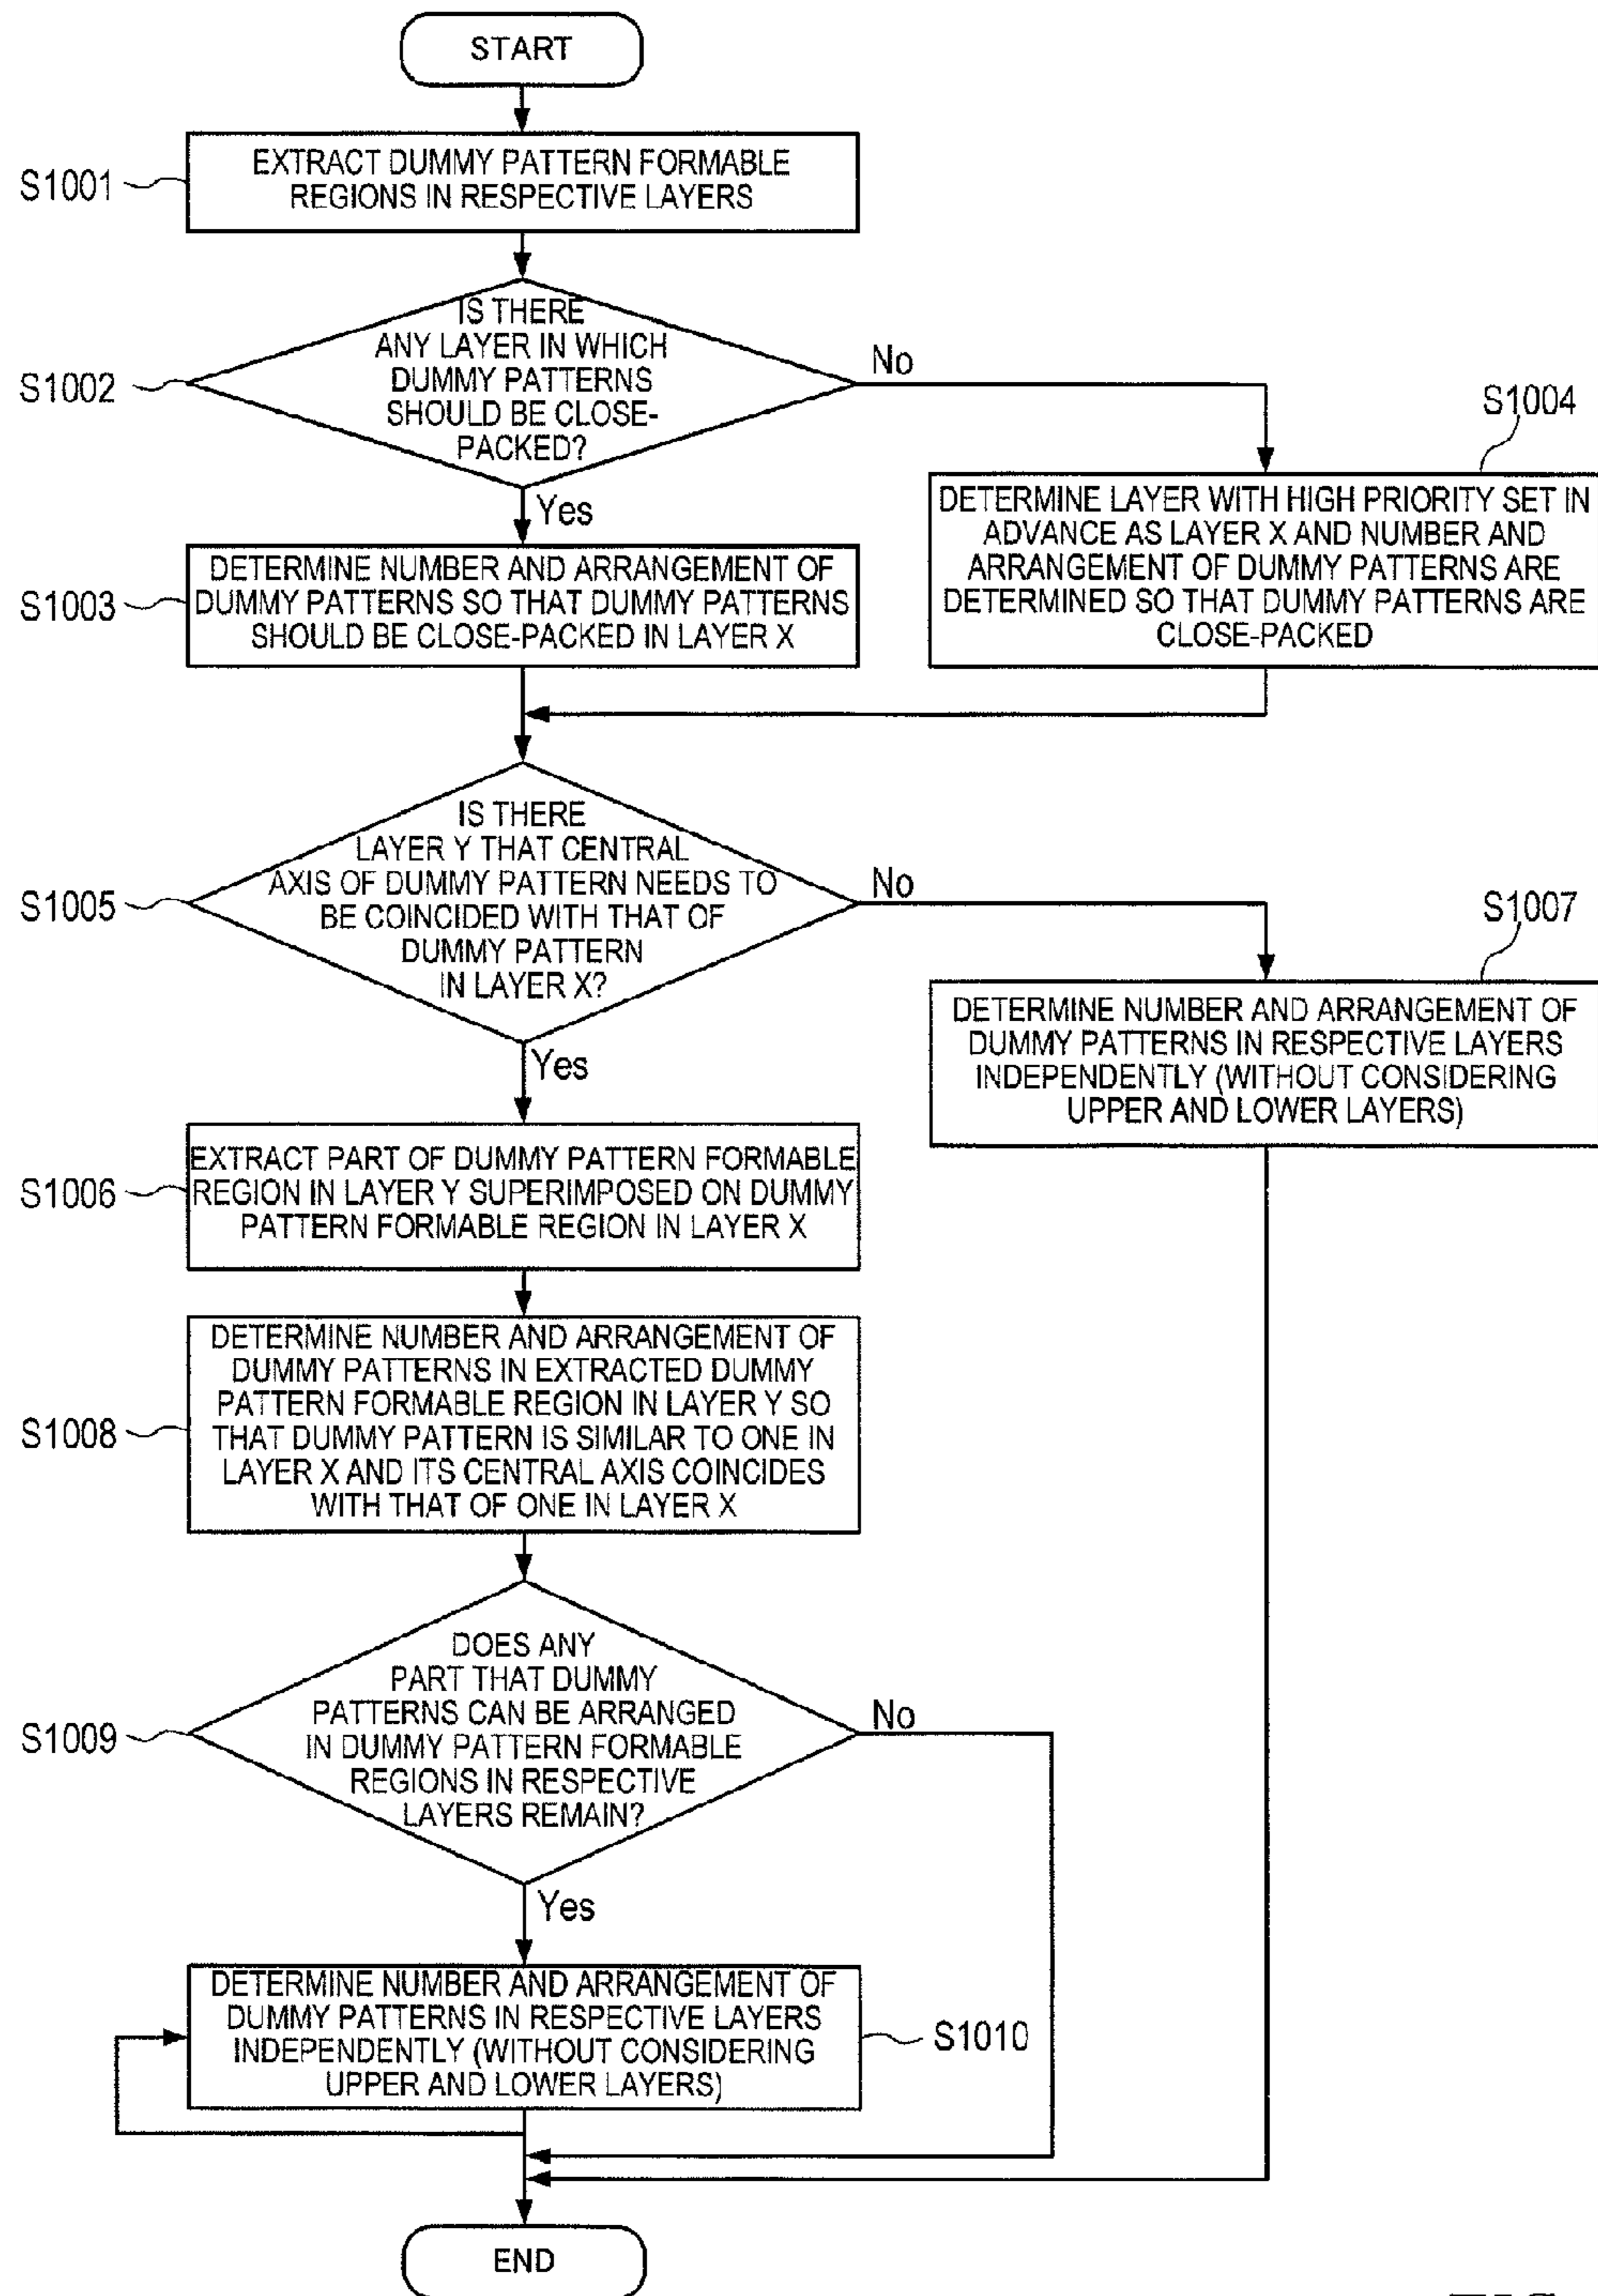 START
S1001
EXTRACT DUMMY PATTERN FORMABLE
REGIONS IN RESPECTIVE LAYERS
S1002
IS THERE
ANY LAYER IN WHICH
DUMMY PATTERNS
SHOULD BE CLOSE-
PACKED?
No
Yes
S1003
DETERMINE NUMBER AND ARRANGEMENT OF
DUMMY PATTERNS SO THAT DUMMY PATTERNS
SHOULD BE CLOSE-PACKED IN LAYER X
S1004
DETERMINE LAYER WITH HIGH PRIORITY SET IN
ADVANCE AS LAYER X AND NUMBER AND
ARRANGEMENT OF DUMMY PATTERNS ARE
DETERMINED SO THAT DUMMY PATTERNS ARE
CLOSE-PACKED
S1005
IS THERE
LAYER Y THAT CENTRAL
AXIS OF DUMMY PATTERN NEEDS TO
BE COINCIDED WITH THAT OF
DUMMY PATTERN
IN LAYER X?
No
Yes
S1007
DETERMINE NUMBER AND ARRANGEMENT OF
DUMMY PATTERNS IN RESPECTIVE LAYERS
INDEPENDENTLY (WITHOUT CONSIDERING
UPPER AND LOWER LAYERS)
S1006
EXTRACT PART OF DUMMY PATTERN FORMABLE
REGION IN LAYER Y SUPERIMPOSED ON DUMMY
PATTERN FORMABLE REGION IN LAYER X
S1008
DETERMINE NUMBER AND ARRANGEMENT OF
DUMMY PATTERNS IN EXTRACTED DUMMY
PATTERN FORMABLE REGION IN LAYER Y SO
THAT DUMMY PATTERN IS SIMILAR TO ONE IN
LAYER X AND ITS CENTRAL AXIS COINCIDES
WITH THAT OF ONE IN LAYER X
S1009
DOES ANY
PART THAT DUMMY
PATTERNS CAN BE ARRANGED
IN DUMMY PATTERN FORMABLE
REGIONS IN RESPECTIVE
LAYERS REMAIN?
No
Yes
DETERMINE NUMBER AND ARRANGEMENT OF
DUMMY PATTERNS IN RESPECTIVE LAYERS
INDEPENDENTLY (WITHOUT CONSIDERING
UPPER AND LOWER LAYERS)
S1010
END